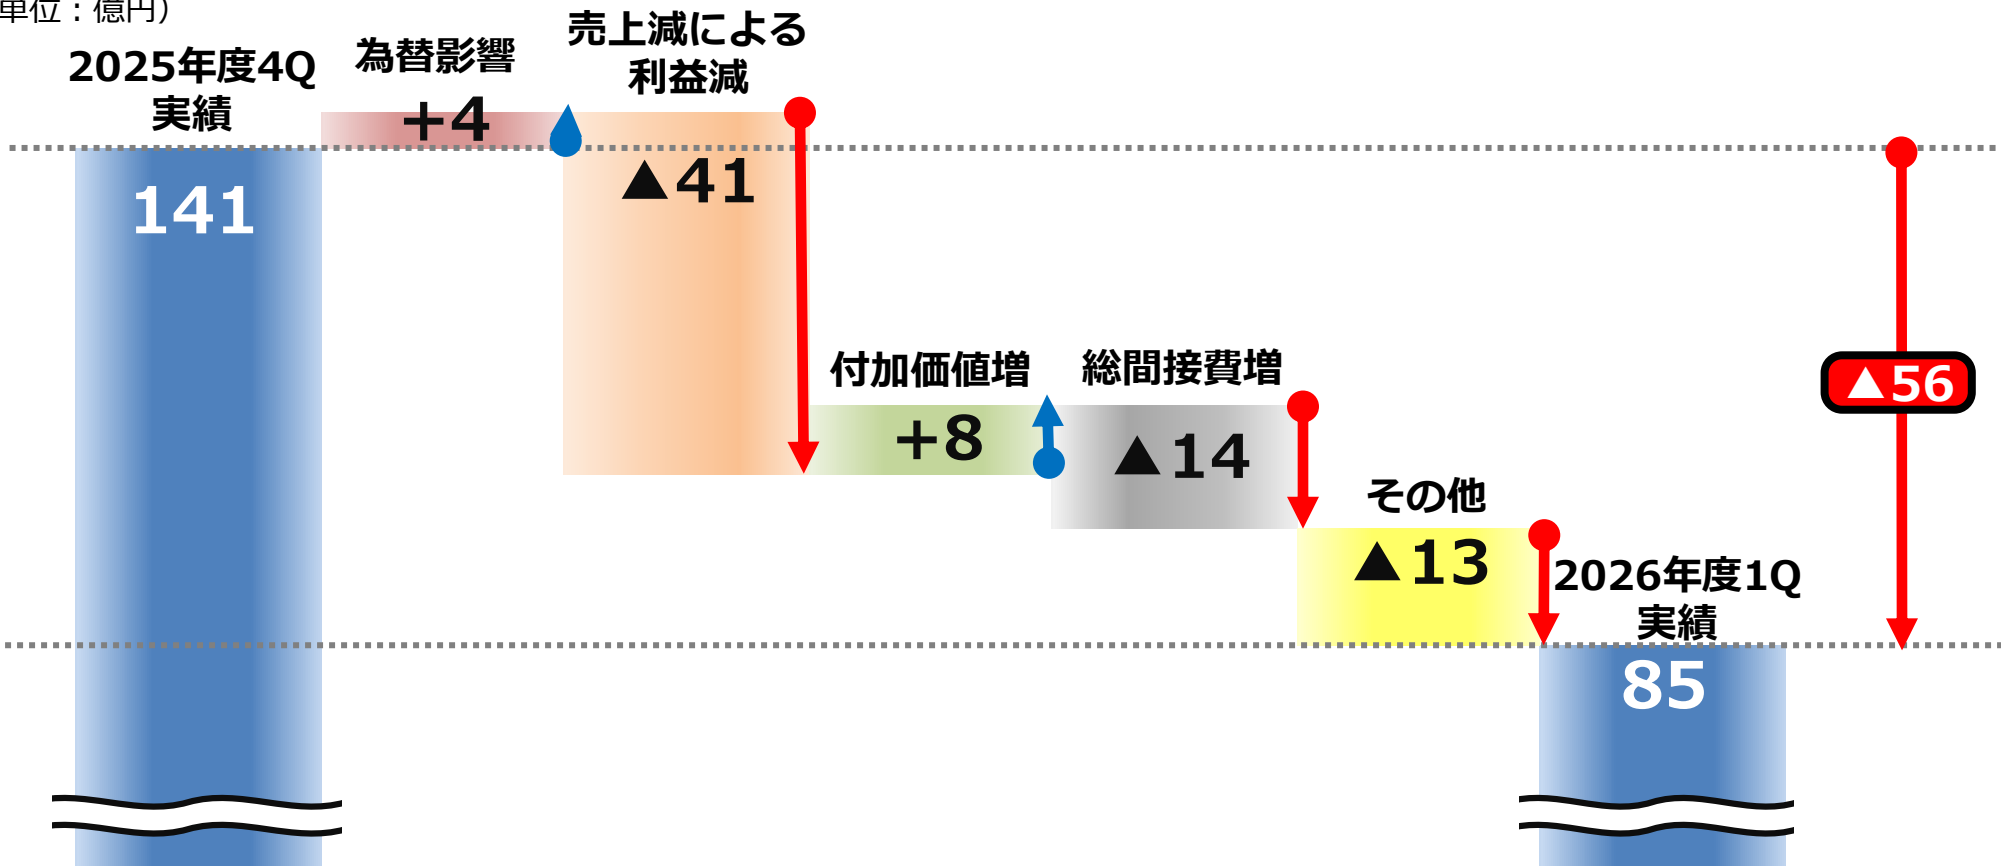 単位：億円）
2025年度4Q
実績
141
為替影響
+4
売上減による
利益減
▲41
付加価値増
+8
総間接費増
▲14
その他
▲13
2026年度1Q
実績
85
▲56